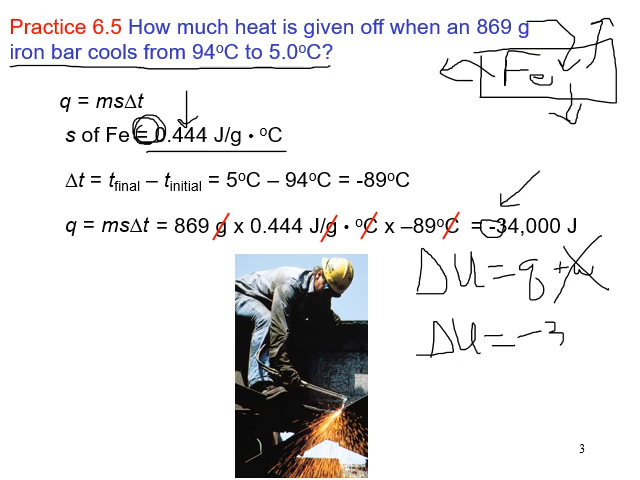 Practice 6.5 How much heat is given off when an 869 g
iron bar cools from 94°C to 5.0°C?
Fe
q = msΔt
s of Fe = 0.444 J/g • °C
Δt = t_final – t_initial = 5°C – 94°C = -89°C
q = msΔt = 869 g x 0.444 J/g • °C x –89°C = -34,000 J
ΔU = q + w
ΔU = -3
3